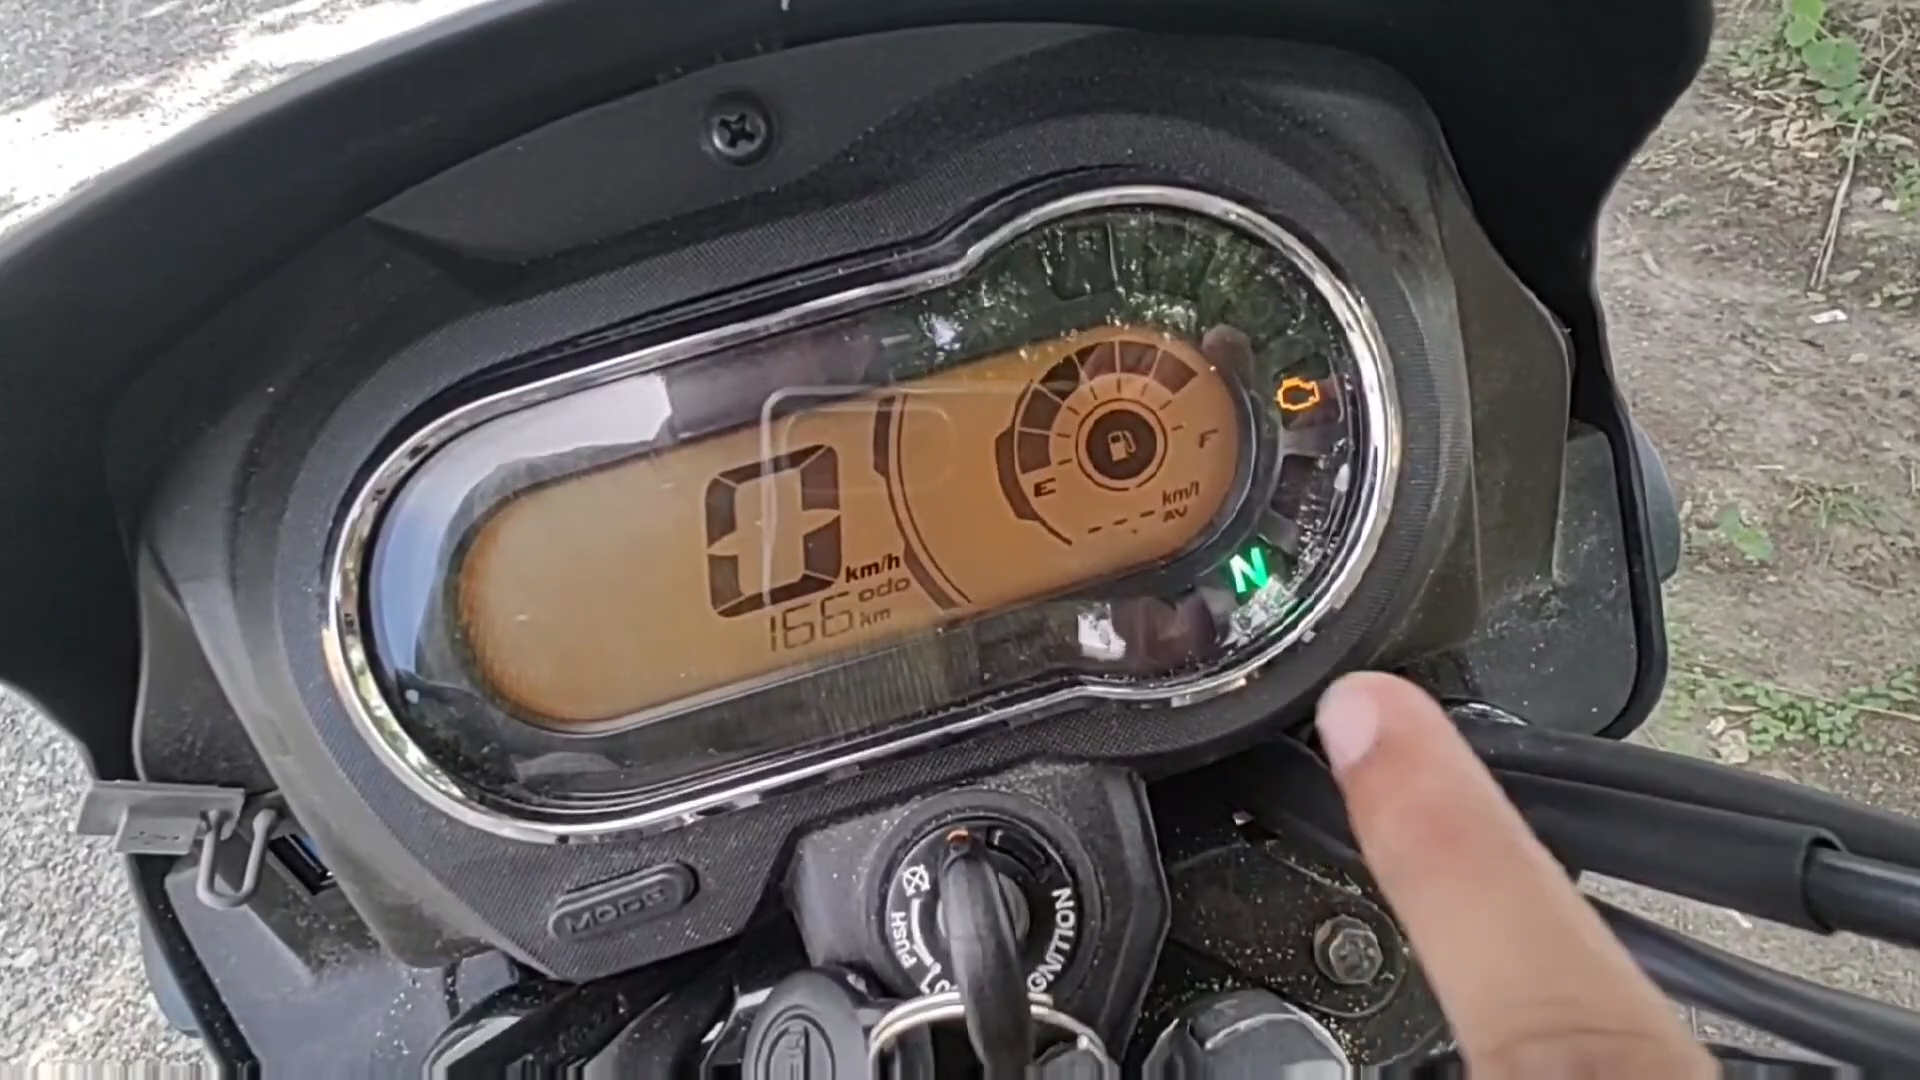 0 km/h
odo
166 km
E
F
km/l
---- AV
N
MODE
PUSH
IGNITION